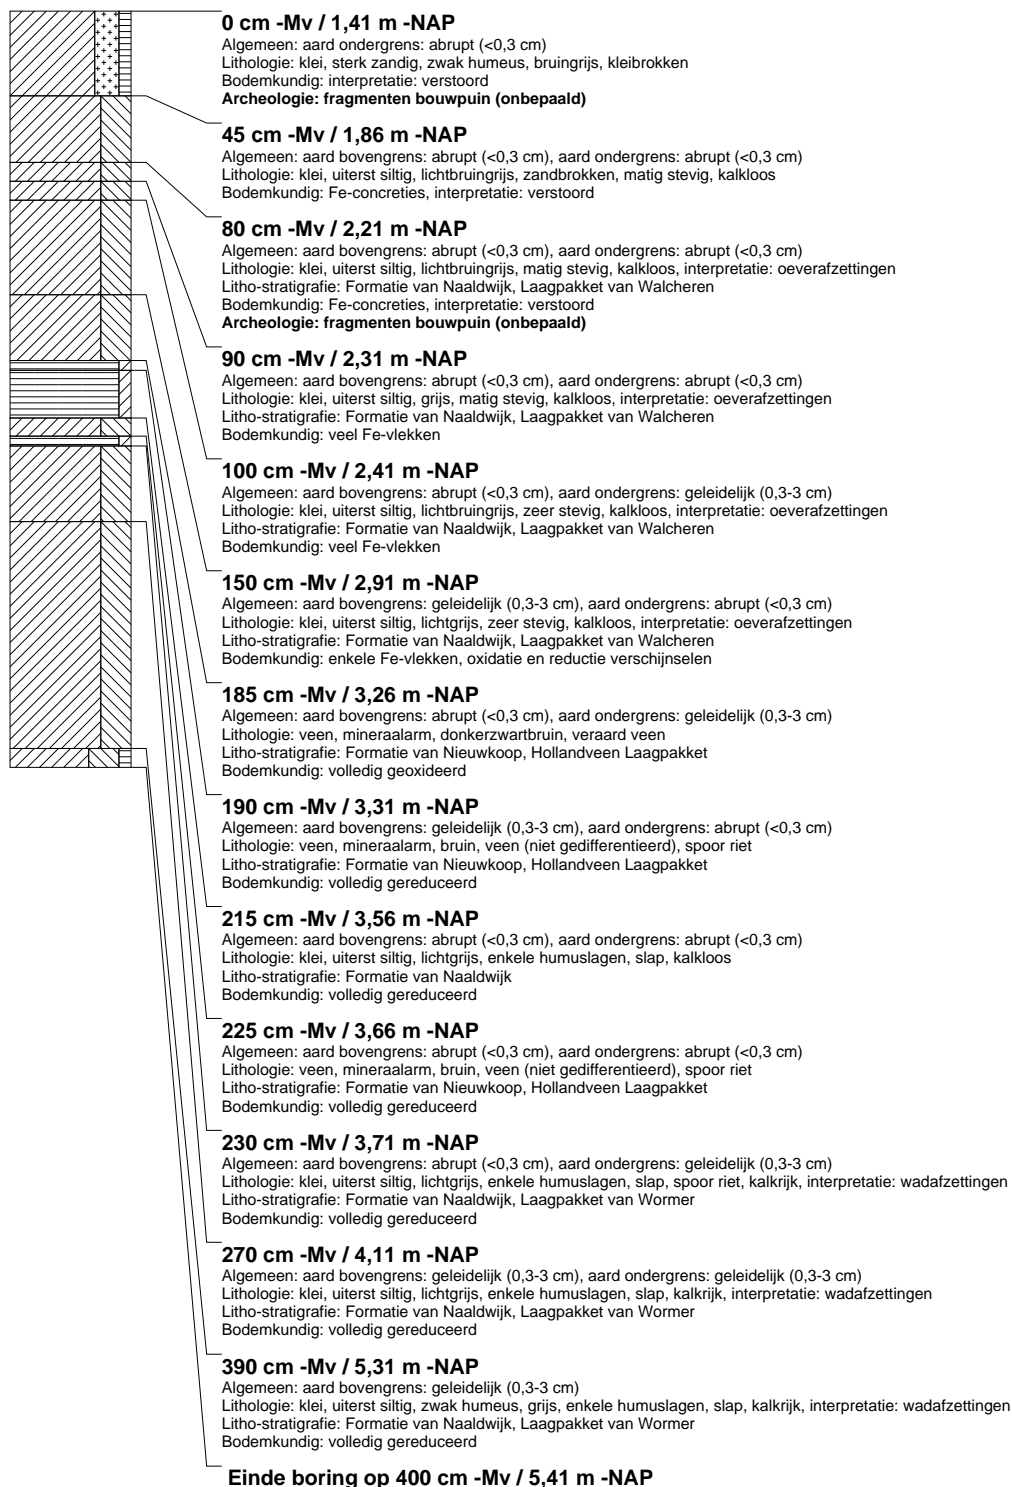 0 cm -Mv / 1,41 m -NAP
Algemeen: aard ondergrens: abrupt (<0,3 cm)
Lithologie: klei, sterk zandig, zwak humeus, bruingrijs, kleibrokken
Bodemkundig: interpretatie: verstoord
Archeologie: fragmenten bouwpuin (onbepaald)
45 cm -Mv / 1,86 m -NAP
Algemeen: aard bovengrens: abrupt (<0,3 cm), aard ondergrens: abrupt (<0,3 cm)
Lithologie: klei, uiterst siltig, lichtbruingrijs, zandbrokken, matig stevig, kalkloos
Bodemkundig: Fe-concreties, interpretatie: verstoord
80 cm -Mv / 2,21 m -NAP
Algemeen: aard bovengrens: abrupt (<0,3 cm), aard ondergrens: abrupt (<0,3 cm)
Lithologie: klei, uiterst siltig, lichtbruingrijs, matig stevig, kalkloos, interpretatie: oeverafzettingen
Litho-stratigrafie: Formatie van Naaldwijk, Laagpakket van Walcheren
Bodemkundig: Fe-concreties, interpretatie: verstoord
Archeologie: fragmenten bouwpuin (onbepaald)
90 cm -Mv / 2,31 m -NAP
Algemeen: aard bovengrens: abrupt (<0,3 cm), aard ondergrens: abrupt (<0,3 cm)
Lithologie: klei, uiterst siltig, grijs, matig stevig, kalkloos, interpretatie: oeverafzettingen
Litho-stratigrafie: Formatie van Naaldwijk, Laagpakket van Walcheren
Bodemkundig: veel Fe-vlekken
100 cm -Mv / 2,41 m -NAP
Algemeen: aard bovengrens: abrupt (<0,3 cm), aard ondergrens: geleidelijk (0,3-3 cm)
Lithologie: klei, uiterst siltig, lichtbruingrijs, zeer stevig, kalkloos, interpretatie: oeverafzettingen
Litho-stratigrafie: Formatie van Naaldwijk, Laagpakket van Walcheren
Bodemkundig: veel Fe-vlekken
150 cm -Mv / 2,91 m -NAP
Algemeen: aard bovengrens: geleidelijk (0,3-3 cm), aard ondergrens: abrupt (<0,3 cm)
Lithologie: klei, uiterst siltig, lichtgrijs, zeer stevig, kalkloos, interpretatie: oeverafzettingen
Litho-stratigrafie: Formatie van Naaldwijk, Laagpakket van Walcheren
Bodemkundig: enkele Fe-vlekken, oxidatie en reductie verschijnselen
185 cm -Mv / 3,26 m -NAP
Algemeen: aard bovengrens: abrupt (<0,3 cm), aard ondergrens: geleidelijk (0,3-3 cm)
Lithologie: veen, mineraalarm, donkerzwartbruin, veraard veen
Litho-stratigrafie: Formatie van Nieuwkoop, Hollandveen Laagpakket
Bodemkundig: volledig geoxideerd
190 cm -Mv / 3,31 m -NAP
Algemeen: aard bovengrens: geleidelijk (0,3-3 cm), aard ondergrens: abrupt (<0,3 cm)
Lithologie: veen, mineraalarm, bruin, veen (niet gedifferentieerd), spoor riet
Litho-stratigrafie: Formatie van Nieuwkoop, Hollandveen Laagpakket
Bodemkundig: volledig gereduceerd
215 cm -Mv / 3,56 m -NAP
Algemeen: aard bovengrens: abrupt (<0,3 cm), aard ondergrens: abrupt (<0,3 cm)
Lithologie: klei, uiterst siltig, lichtgrijs, enkele humuslagen, slap, kalkloos
Litho-stratigrafie: Formatie van Naaldwijk
Bodemkundig: volledig gereduceerd
225 cm -Mv / 3,66 m -NAP
Algemeen: aard bovengrens: abrupt (<0,3 cm), aard ondergrens: abrupt (<0,3 cm)
Lithologie: veen, mineraalarm, bruin, veen (niet gedifferentieerd), spoor riet
Litho-stratigrafie: Formatie van Nieuwkoop, Hollandveen Laagpakket
Bodemkundig: volledig gereduceerd
230 cm -Mv / 3,71 m -NAP
Algemeen: aard bovengrens: abrupt (<0,3 cm), aard ondergrens: geleidelijk (0,3-3 cm)
Lithologie: klei, uiterst siltig, lichtgrijs, enkele humuslagen, slap, spoor riet, kalkrijk, interpretatie: wadafzettingen
Litho-stratigrafie: Formatie van Naaldwijk, Laagpakket van Wormer
Bodemkundig: volledig gereduceerd
270 cm -Mv / 4,11 m -NAP
Algemeen: aard bovengrens: geleidelijk (0,3-3 cm), aard ondergrens: geleidelijk (0,3-3 cm)
Lithologie: klei, uiterst siltig, lichtgrijs, enkele humuslagen, slap, kalkrijk, interpretatie: wadafzettingen
Litho-stratigrafie: Formatie van Naaldwijk, Laagpakket van Wormer
Bodemkundig: volledig gereduceerd
390 cm -Mv / 5,31 m -NAP
Algemeen: aard bovengrens: geleidelijk (0,3-3 cm)
Lithologie: klei, uiterst siltig, zwak humeus, grijs, enkele humuslagen, slap, kalkrijk, interpretatie: wadafzettingen
Litho-stratigrafie: Formatie van Naaldwijk, Laagpakket van Wormer
Bodemkundig: volledig gereduceerd
Einde boring op 400 cm -Mv / 5,41 m -NAP